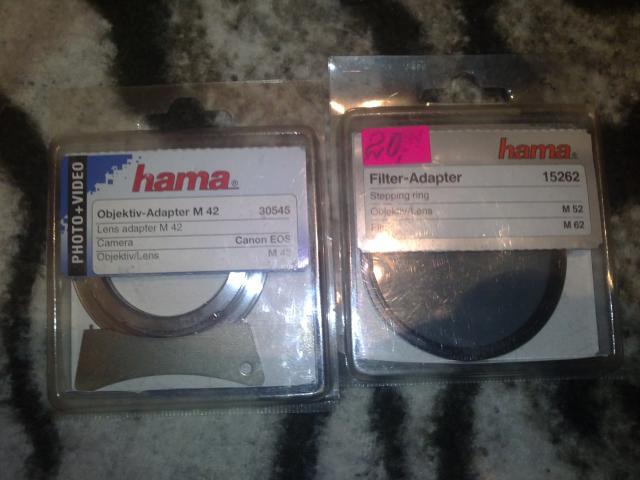 PHOTO+VIDEO
hama®
Objektiv-Adapter M 42 30545
Lens adapter M 42
Camera Canon EOS
Objektiv/Lens M 42
20,
hama®
Filter-Adapter 15262
Stepping ring
Objektiv/Lens M 52
M 62